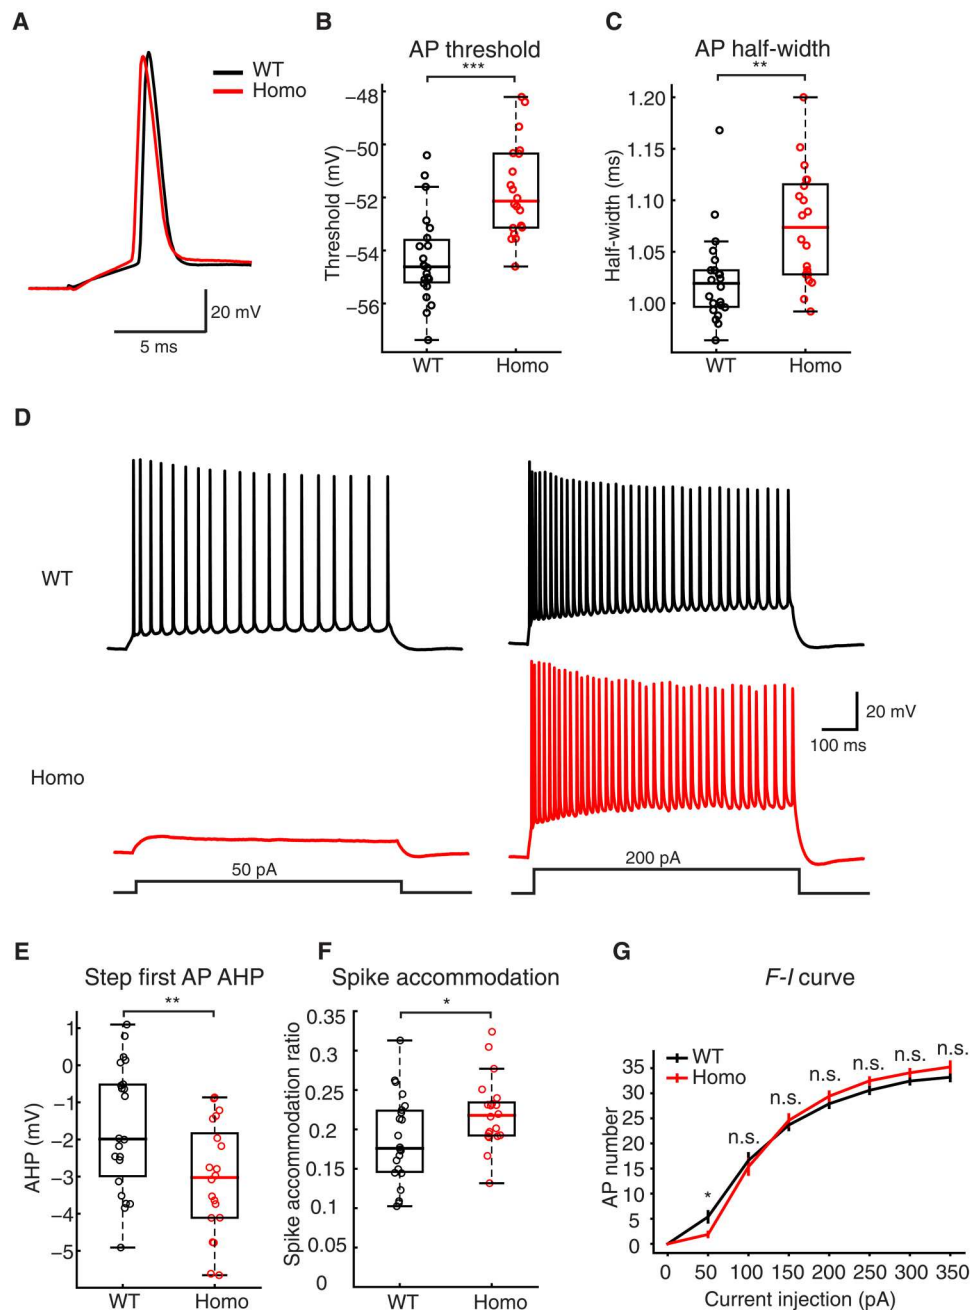 A
WT
Homo
20 mV
5 ms
B
AP threshold
***
Threshold (mV)
−48
−50
−52
−54
−56
WT
Homo
C
AP half-width
**
Half-width (ms)
1.20
1.15
1.10
1.05
1.00
WT
Homo
D
WT
Homo
20 mV
100 ms
50 pA
200 pA
E
Step first AP AHP
**
AHP (mV)
1
0
−1
−2
−3
−4
−5
WT
Homo
F
Spike accommodation
*
Spike accommodation ratio
0.35
0.3
0.25
0.2
0.15
0.1
0.05
0
WT
Homo
G
F-I curve
WT
Homo
AP number
35
30
25
20
15
10
5
0
*
n.s.
n.s.
n.s.
n.s.
n.s.
n.s.
0 50 100 150 200 250 300 350
Current injection (pA)